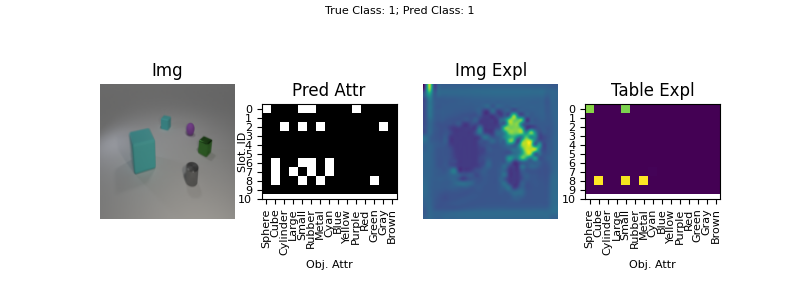 True Class: 1; Pred Class: 1
Img
Pred Attr
Img Expl
Table Expl
Slot. ID
0
1
2
3
4
5
6
7
8
9
10
Sphere
Cube
Cylinder
Large
Small
Rubber
Metal
Cyan
Blue
Yellow
Purple
Red
Green
Gray
Brown
Obj. Attr
0
1
2
3
4
5
6
7
8
9
10
Sphere
Cube
Cylinder
Large
Small
Rubber
Metal
Cyan
Blue
Yellow
Purple
Red
Green
Gray
Brown
Obj. Attr